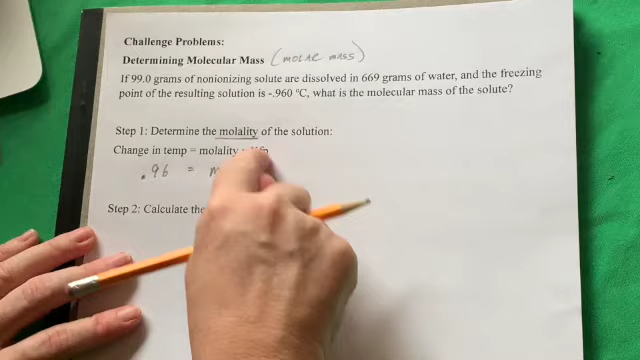 Challenge Problems:
Determining Molecular Mass (MOLAR MASS)
If 99.0 grams of nonionizing solute are dissolved in 669 grams of water, and the freezing
point of the resulting solution is -.960 °C, what is the molecular mass of the solute?
Step 1: Determine the molality of the solution:
Change in temp = molality
.96 = m
Step 2: Calculate the